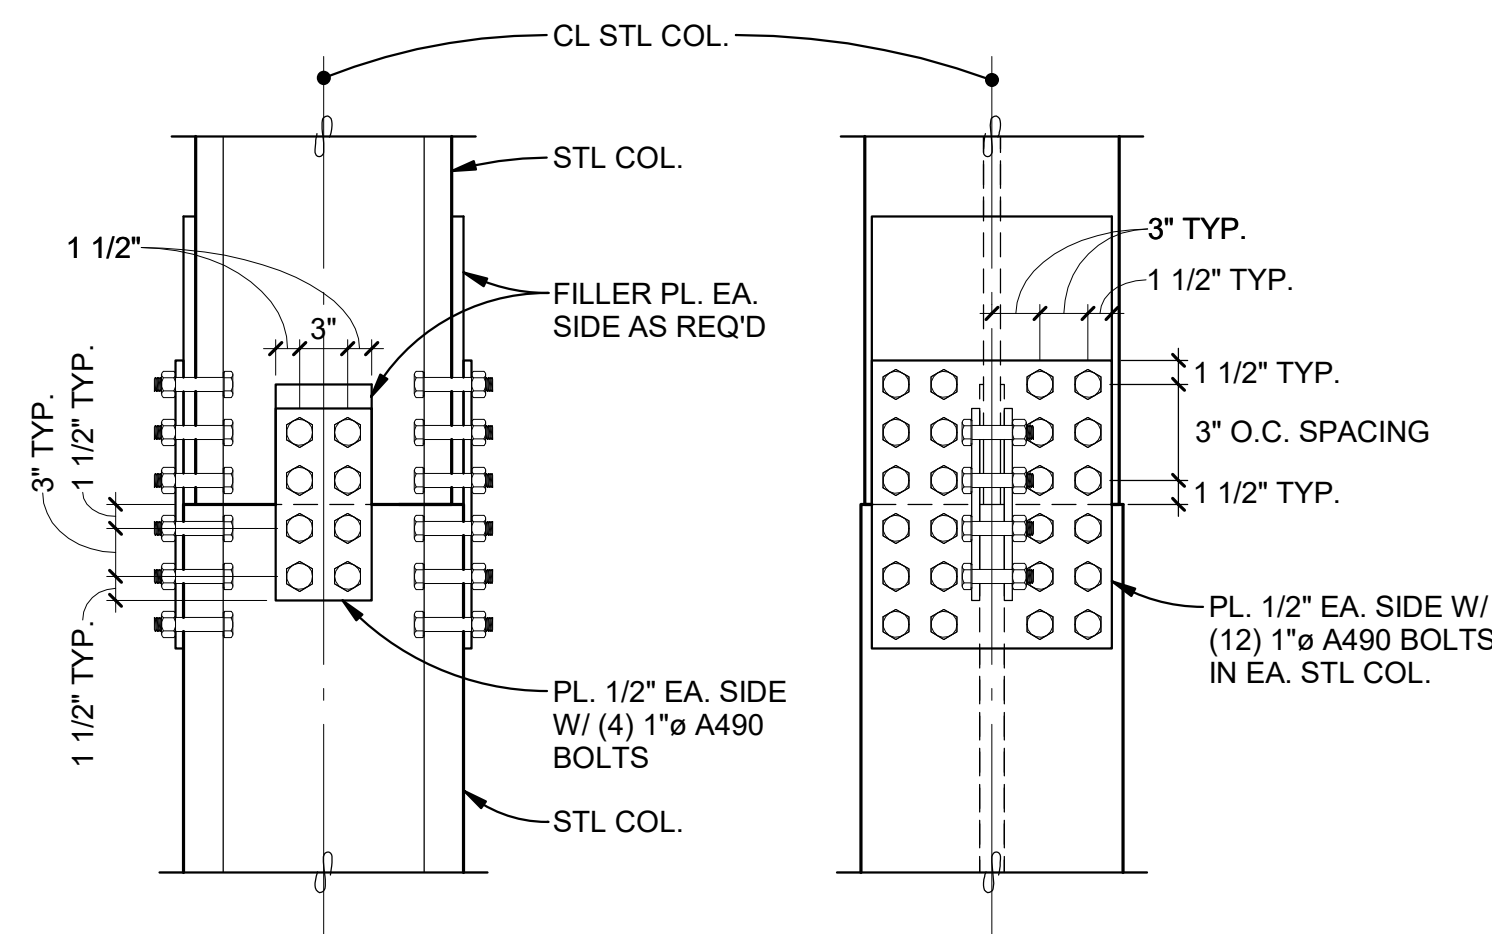 CL STL COL.
STL COL.
1 1/2"
3"
FILLER PL. EA.
SIDE AS REQ'D
3" TYP.
1 1/2" TYP.
1 1/2" TYP.
PL. 1/2" EA. SIDE
W/ (4) 1"ø A490
BOLTS
STL COL.
3" TYP.
1 1/2" TYP.
1 1/2" TYP.
3" O.C. SPACING
1 1/2" TYP.
PL. 1/2" EA. SIDE W/
(12) 1"ø A490 BOLTS
IN EA. STL COL.